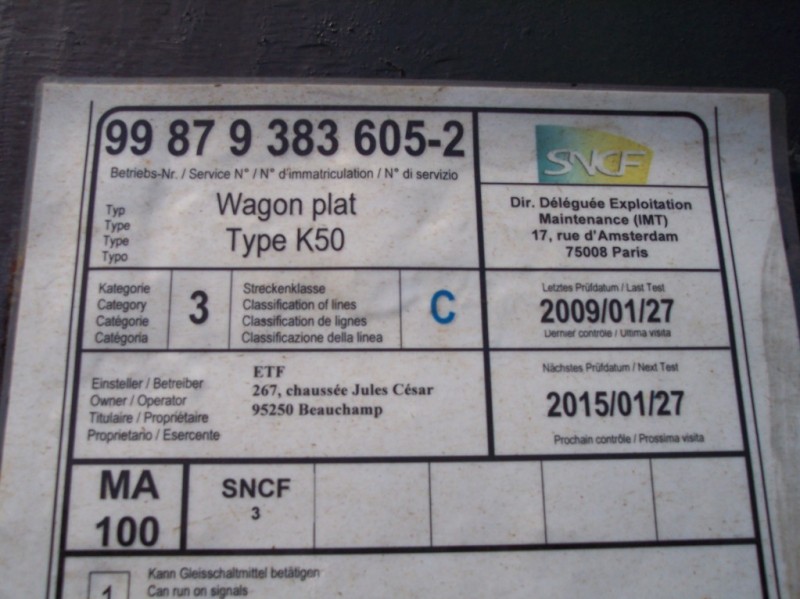 99 87 9 383 605-2
Betriebs-Nr. / Service N° / N° d'immatriculation / N° di servizio
Typ
Type
Type
Typo
Wagon plat
Type K50
SNCF
Dir. Déléguée Exploitation
Maintenance (IMT)
17, rue d'Amsterdam
75008 Paris
Kategorie
Category
Catégorie
Catégoria
3
Streckenklasse
Classification of lines
Classification de lignes
Classificazione della linea
C
Letztes Prüfdatum / Last Test
2009/01/27
Dernier contrôle / Ultima visita
Einsteller / Betreiber
Owner / Operator
Titulaire / Propriétaire
Proprietario / Esercente
ETF
267, chaussée Jules César
95250 Beauchamp
Nächstes Prüfdatum / Next Test
2015/01/27
Prochain contrôle / Prossima visita
MA
100
SNCF
3
1
Kann Gleisschaltmittel betätigen
Can run on signals